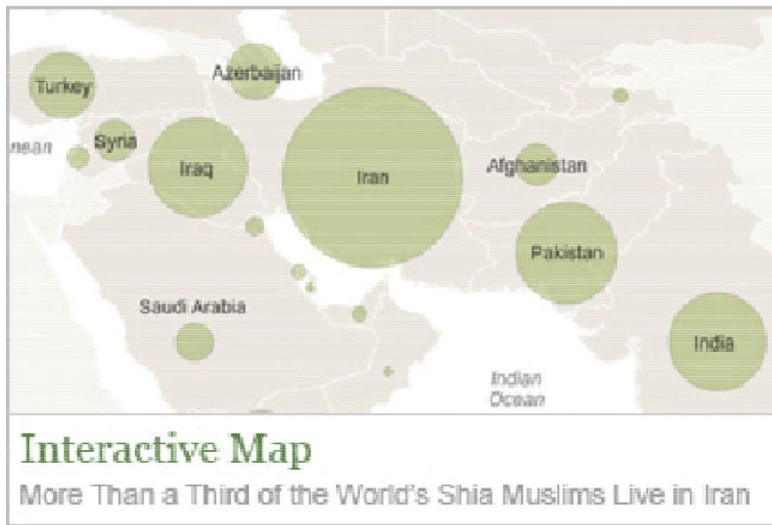 Azerbaijan
Turkey
nean
Syria
Iraq
Iran
Afghanistan
Pakistan
Saudi Arabia
India
Indian
Ocean
Interactive Map
More Than a Third of the World's Shia Muslims Live in Iran